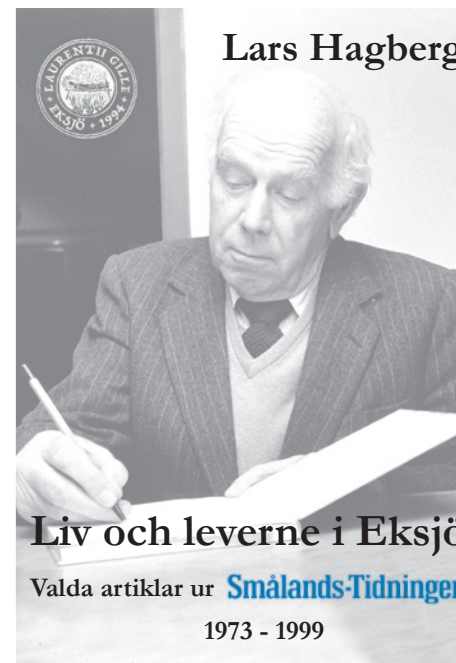 Lars Hagberg
LAURENTII GILLE
EKSJÖ • 1994
Liv och leverne i Eksjö
Valda artiklar ur Smålands-Tidningen
1973 - 1999